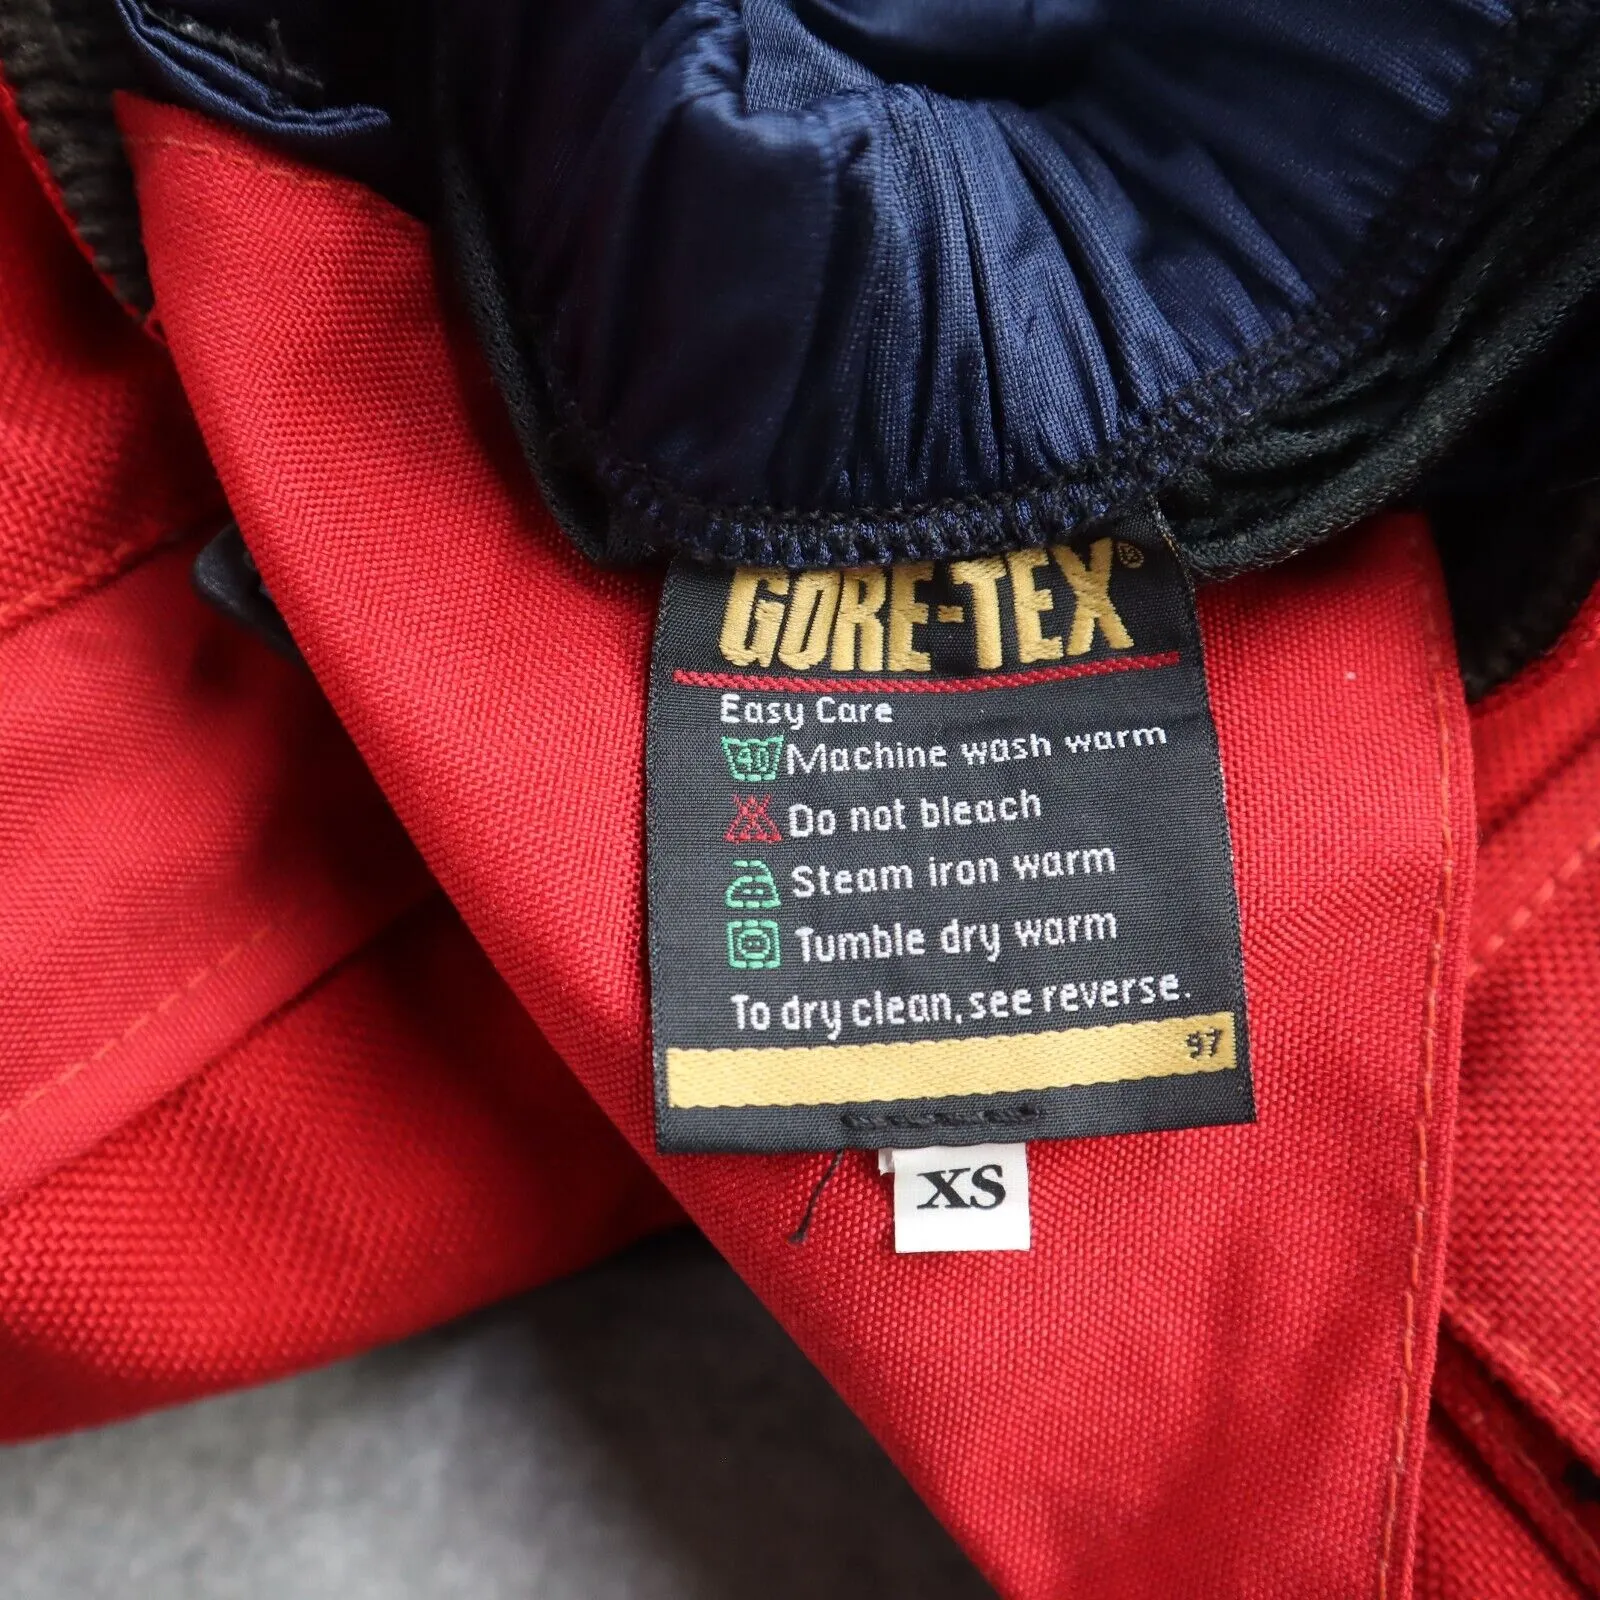 GORE-TEX®
Easy Care
40 Machine wash warm
Do not bleach
Steam iron warm
Tumble dry warm
To dry clean, see reverse.
97
XS